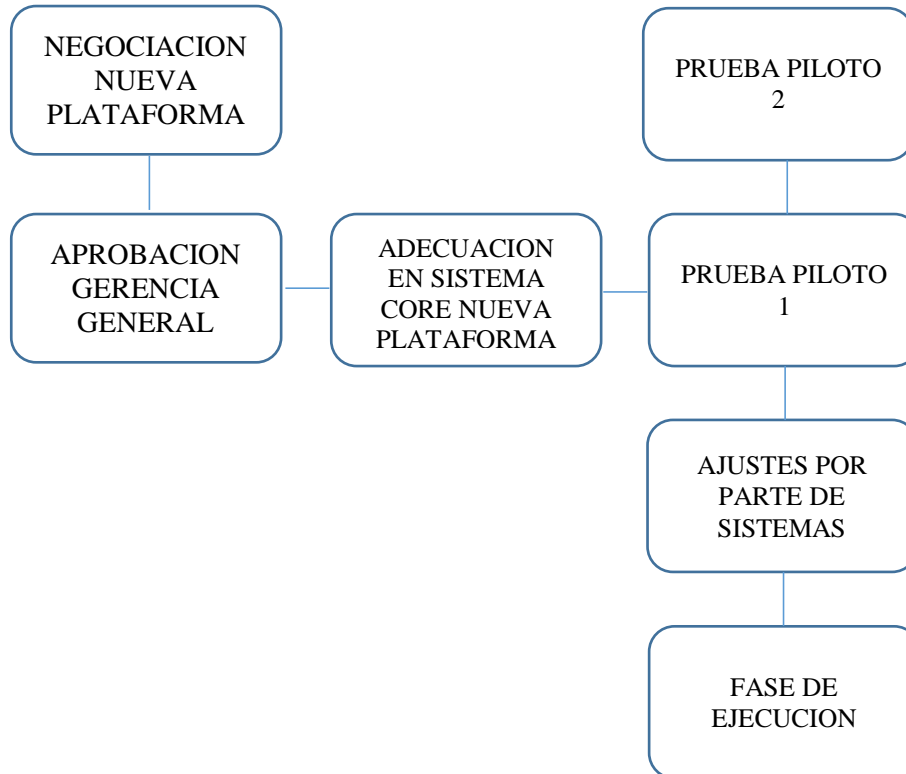 NEGOCIACION
NUEVA
PLATAFORMA
PRUEBA PILOTO
2
APROBACION
GERENCIA
GENERAL
ADECUACION
EN SISTEMA
CORE NUEVA
PLATAFORMA
PRUEBA PILOTO
1
AJUSTES POR
PARTE DE
SISTEMAS
FASE DE
EJECUCION